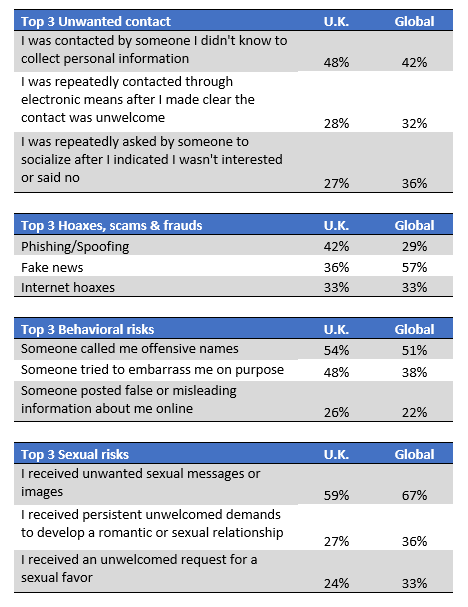 Top 3 Unwanted contact U.K. Global
I was contacted by someone I didn't know to
collect personal information 48% 42%
I was repeatedly contacted through
electronic means after I made clear the
contact was unwelcome 28% 32%
I was repeatedly asked by someone to
socialize after I indicated I wasn't interested
or said no 27% 36%
Top 3 Hoaxes, scams & frauds U.K. Global
Phishing/Spoofing 42% 29%
Fake news 36% 57%
Internet hoaxes 33% 33%
Top 3 Behavioral risks U.K. Global
Someone called me offensive names 54% 51%
Someone tried to embarrass me on purpose 48% 38%
Someone posted false or misleading
information about me online 26% 22%
Top 3 Sexual risks U.K. Global
I received unwanted sexual messages or
images 59% 67%
I received persistent unwelcomed demands
to develop a romantic or sexual relationship 27% 36%
I received an unwelcomed request for a
sexual favor 24% 33%